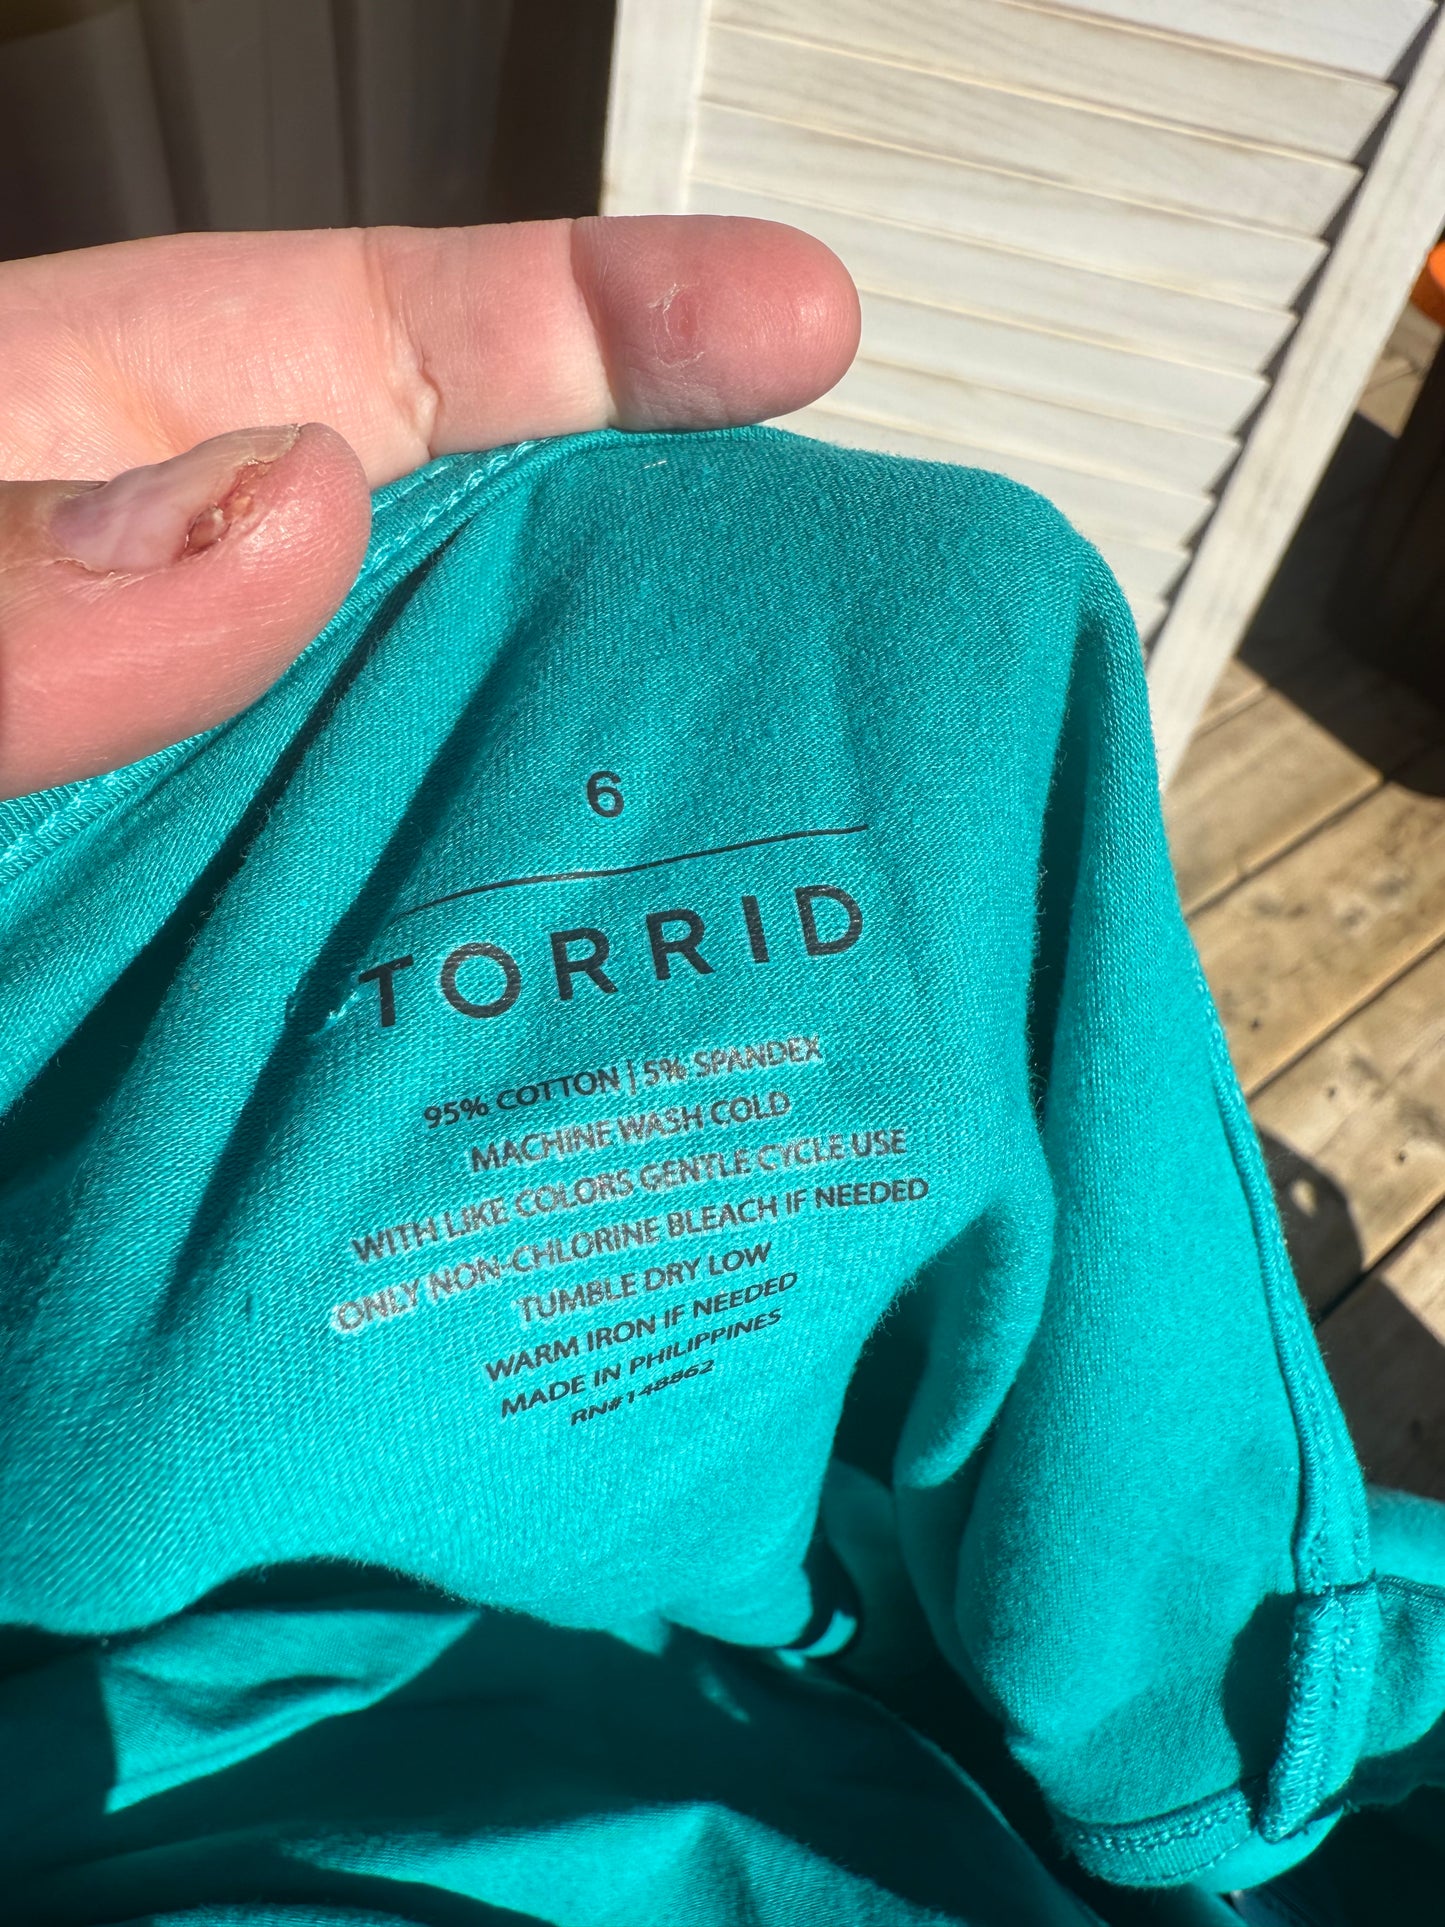 6
TORRID
95% COTTON | 5% SPANDEX
MACHINE WASH COLD
WITH LIKE COLORS GENTLE CYCLE USE
ONLY NON-CHLORINE BLEACH IF NEEDED
TUMBLE DRY LOW
WARM IRON IF NEEDED
MADE IN PHILIPPINES
RN#148862